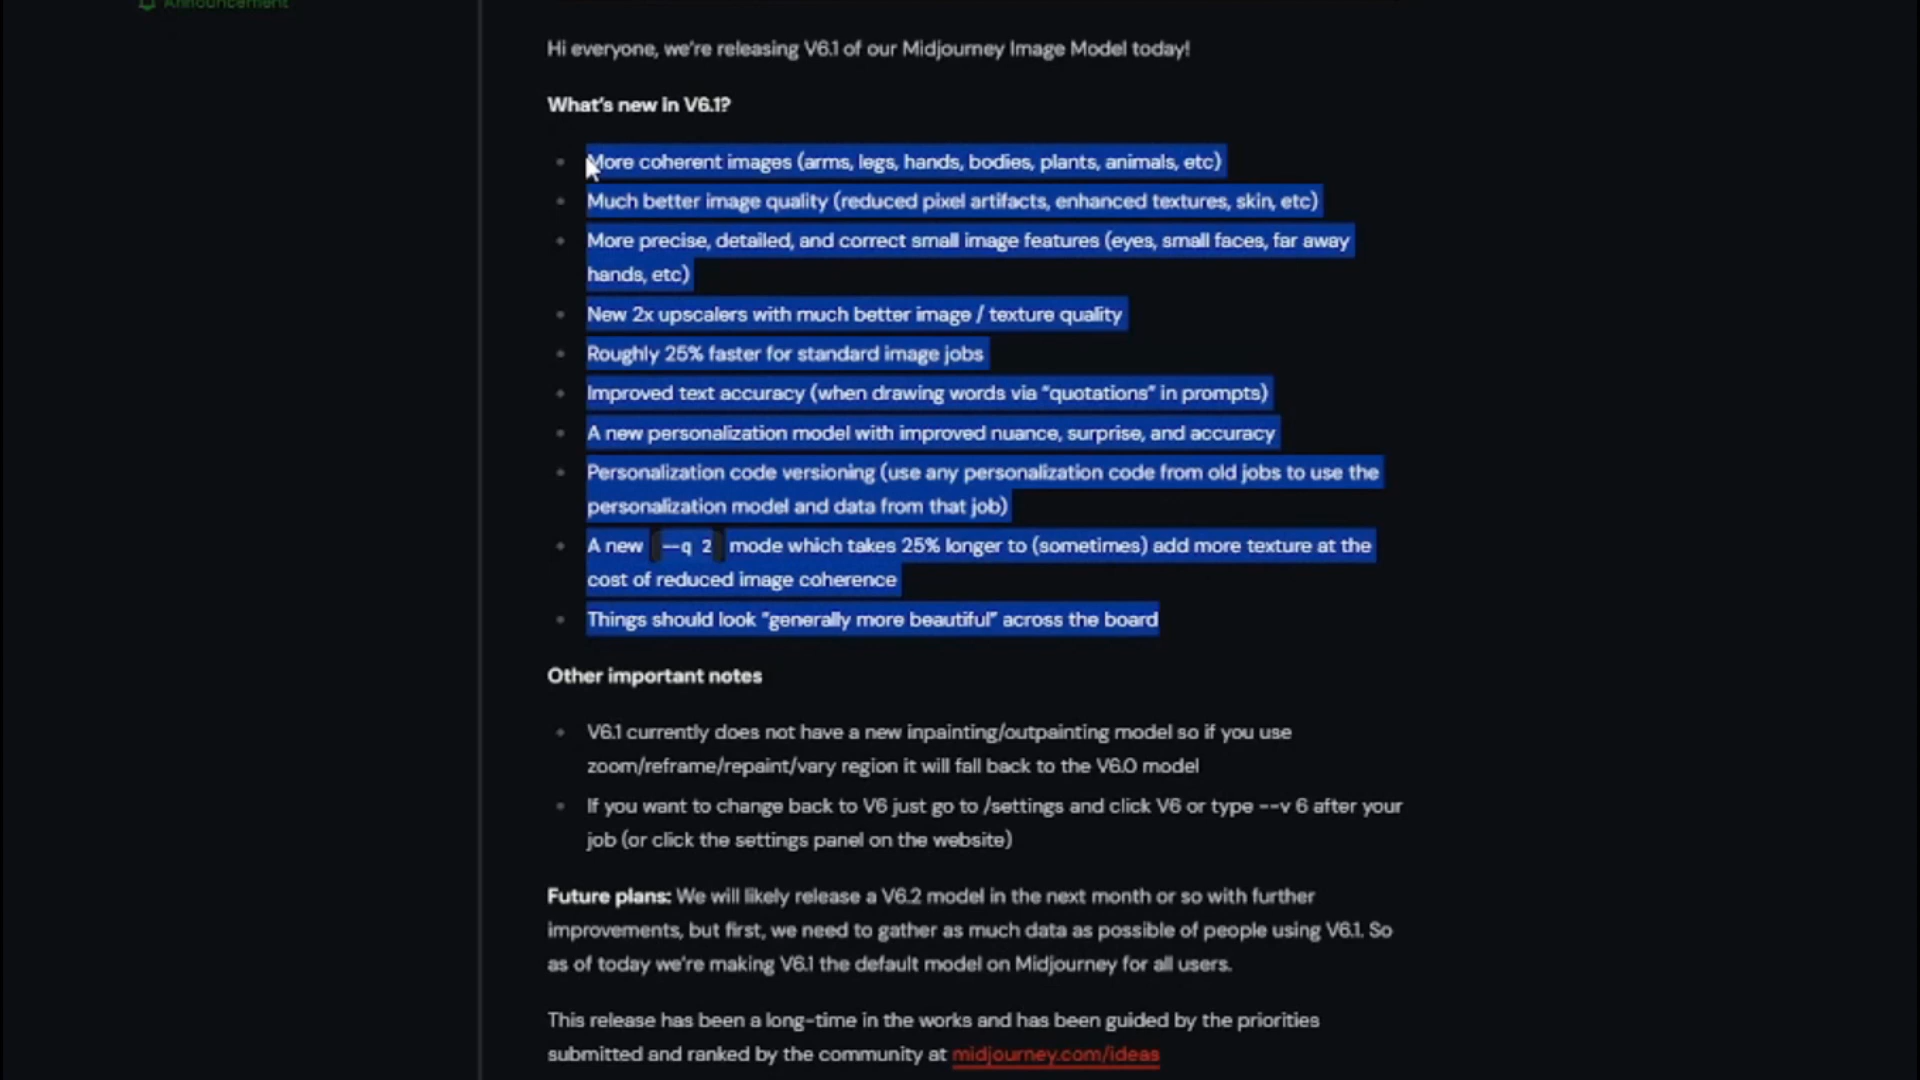 Announcement
Hi everyone, we're releasing V6.1 of our Midjourney Image Model today!
What's new in V6.1?
More coherent images (arms, legs, hands, bodies, plants, animals, etc)
Much better image quality (reduced pixel artifacts, enhanced textures, skin, etc)
More precise, detailed, and correct small image features (eyes, small faces, far away
hands, etc)
New 2x upscalers with much better image / texture quality
Roughly 25% faster for standard image jobs
Improved text accuracy (when drawing words via “quotations” in prompts)
A new personalization model with improved nuance, surprise, and accuracy
Personalization code versioning (use any personalization code from old jobs to use the
personalization model and data from that job)
A new --q 2 mode which takes 25% longer to (sometimes) add more texture at the
cost of reduced image coherence
Things should look “generally more beautiful” across the board
Other important notes
V6.1 currently does not have a new inpainting/outpainting model so if you use
zoom/reframe/repaint/vary region it will fall back to the V6.0 model
If you want to change back to V6 just go to /settings and click V6 or type --v 6 after your
job (or click the settings panel on the website)
Future plans: We will likely release a V6.2 model in the next month or so with further
improvements, but first, we need to gather as much data as possible of people using V6.1. So
as of today we're making V6.1 the default model on Midjourney for all users.
This release has been a long-time in the works and has been guided by the priorities
submitted and ranked by the community at midjourney.com/ideas